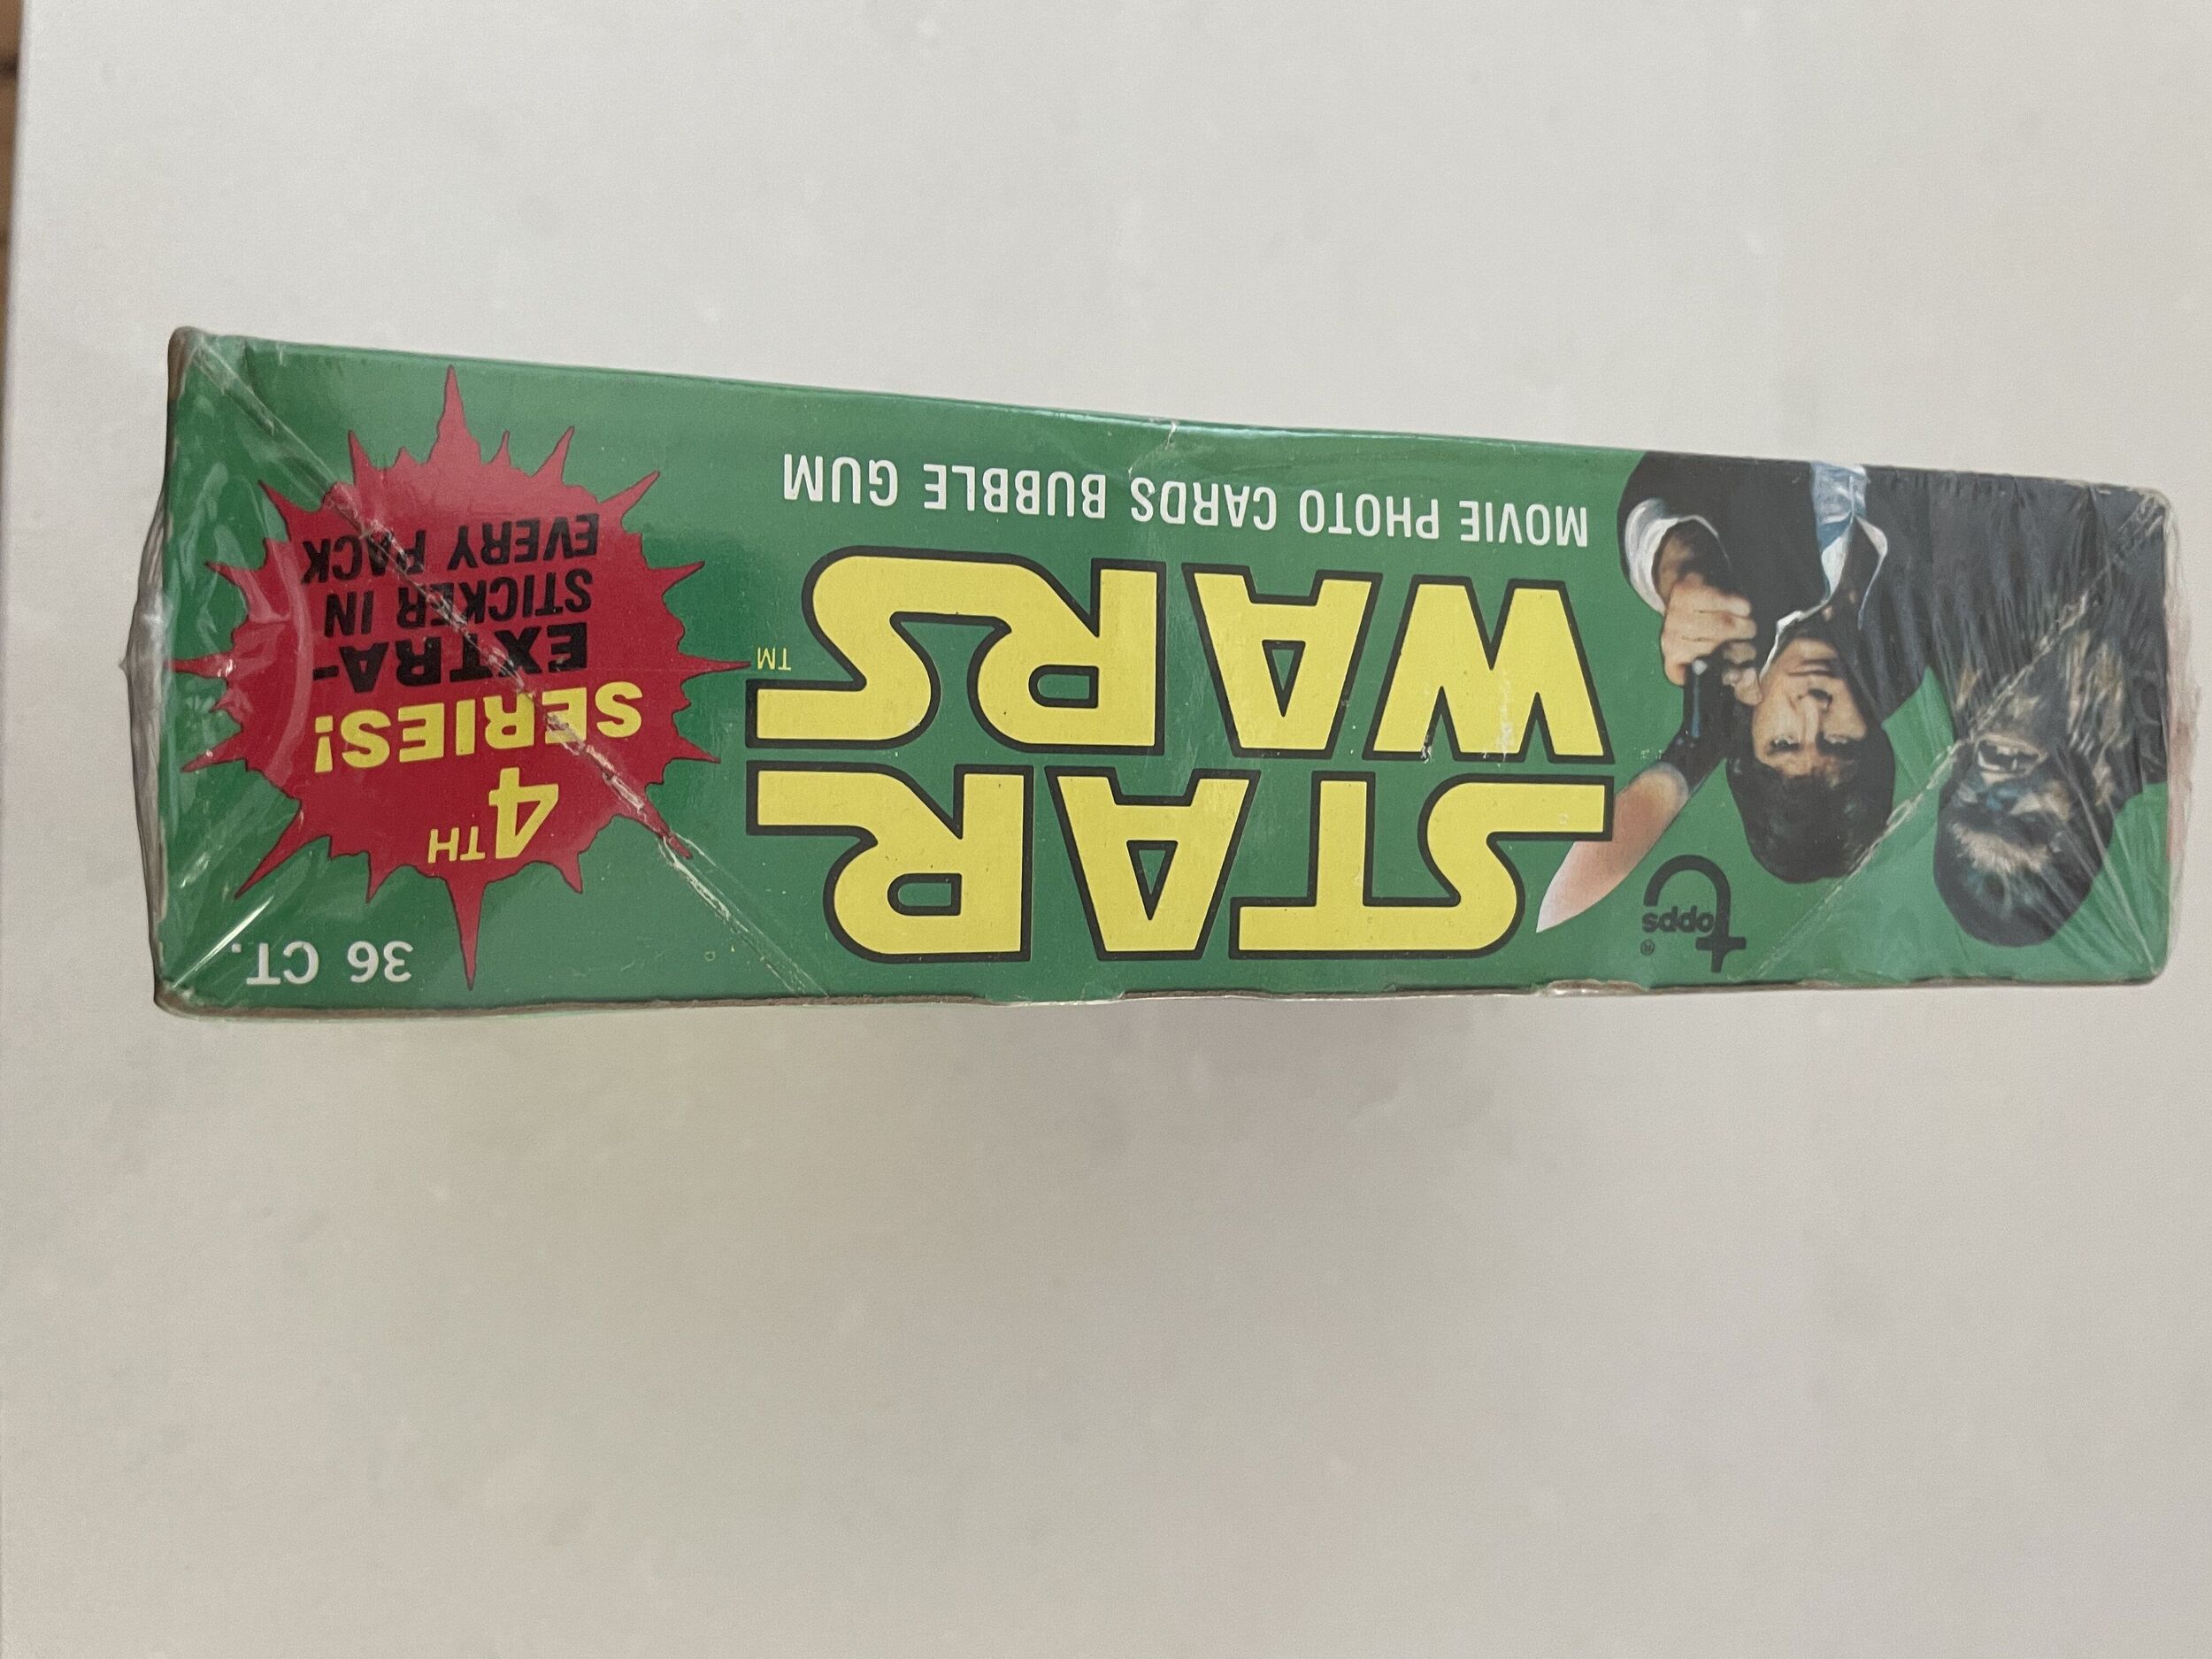 topps
®
STAR
WARS
TM
MOVIE PHOTO CARDS BUBBLE GUM
36 CT.
4TH
SERIES!
EXTRA-
STICKER IN
EVERY PACK